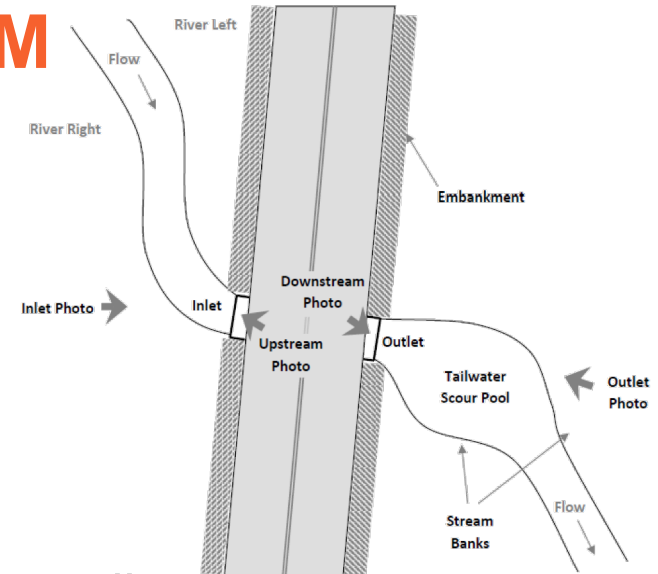 M
River Left
Flow
River Right
Embankment
Downstream
Photo
Inlet Photo
Inlet
Upstream
Photo
Outlet
Tailwater
Scour Pool
Outlet
Photo
Flow
Stream
Banks